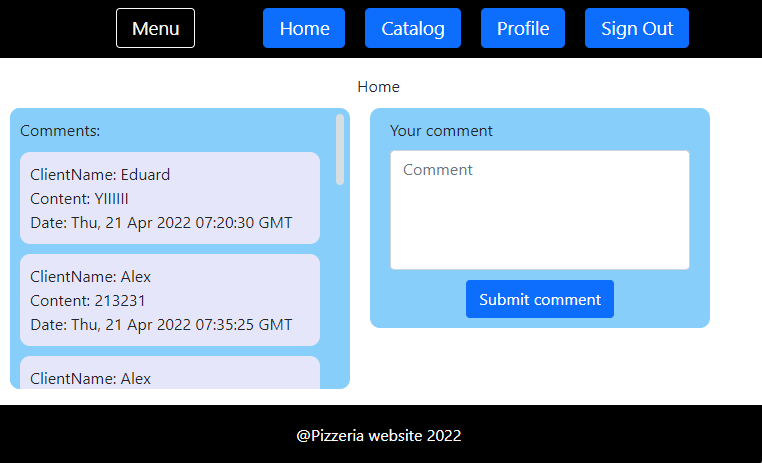 Menu
Home
Catalog
Profile
Sign Out
Home
Comments:
ClientName: Eduard
Content: YIIIIII
Date: Thu, 21 Apr 2022 07:20:30 GMT
ClientName: Alex
Content: 213231
Date: Thu, 21 Apr 2022 07:35:25 GMT
ClientName: Alex
Your comment
Comment
Submit comment
@Pizzeria website 2022